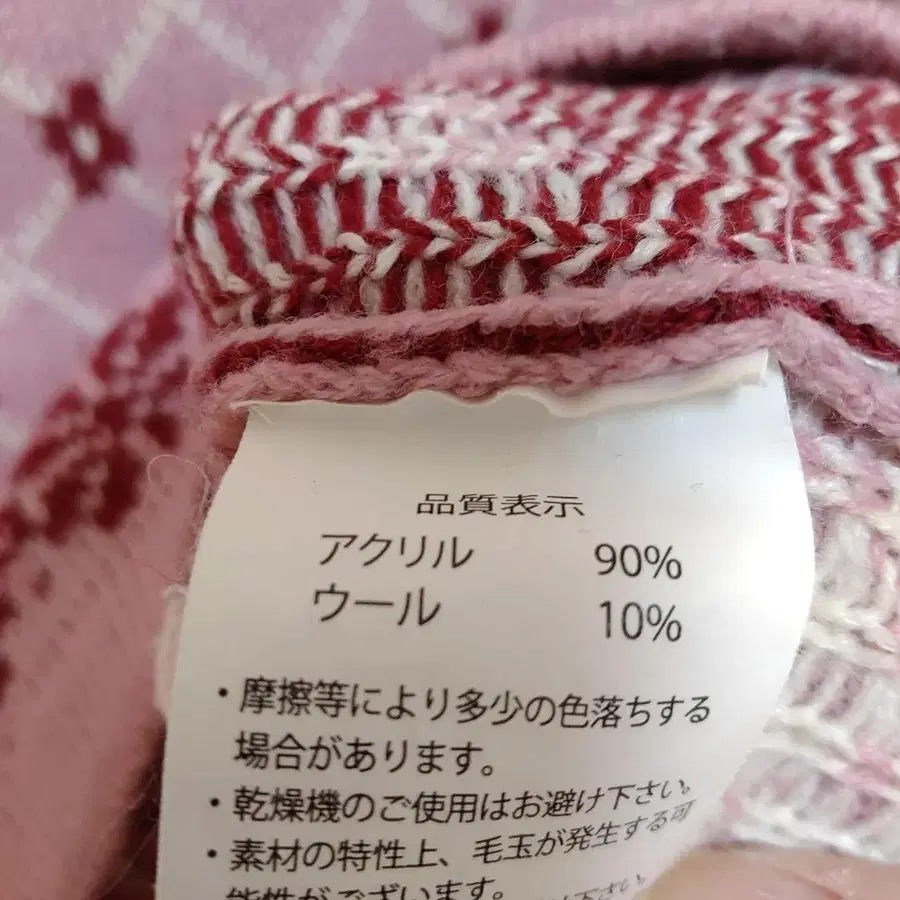 品質表示
アクリル 90%
ウール 10%
・摩擦等により多少の色落ちする
場合があります。
・乾燥機のご使用はお避け下さい。
・素材の特性上、毛玉が発生する可
能性がございます。
下さい。